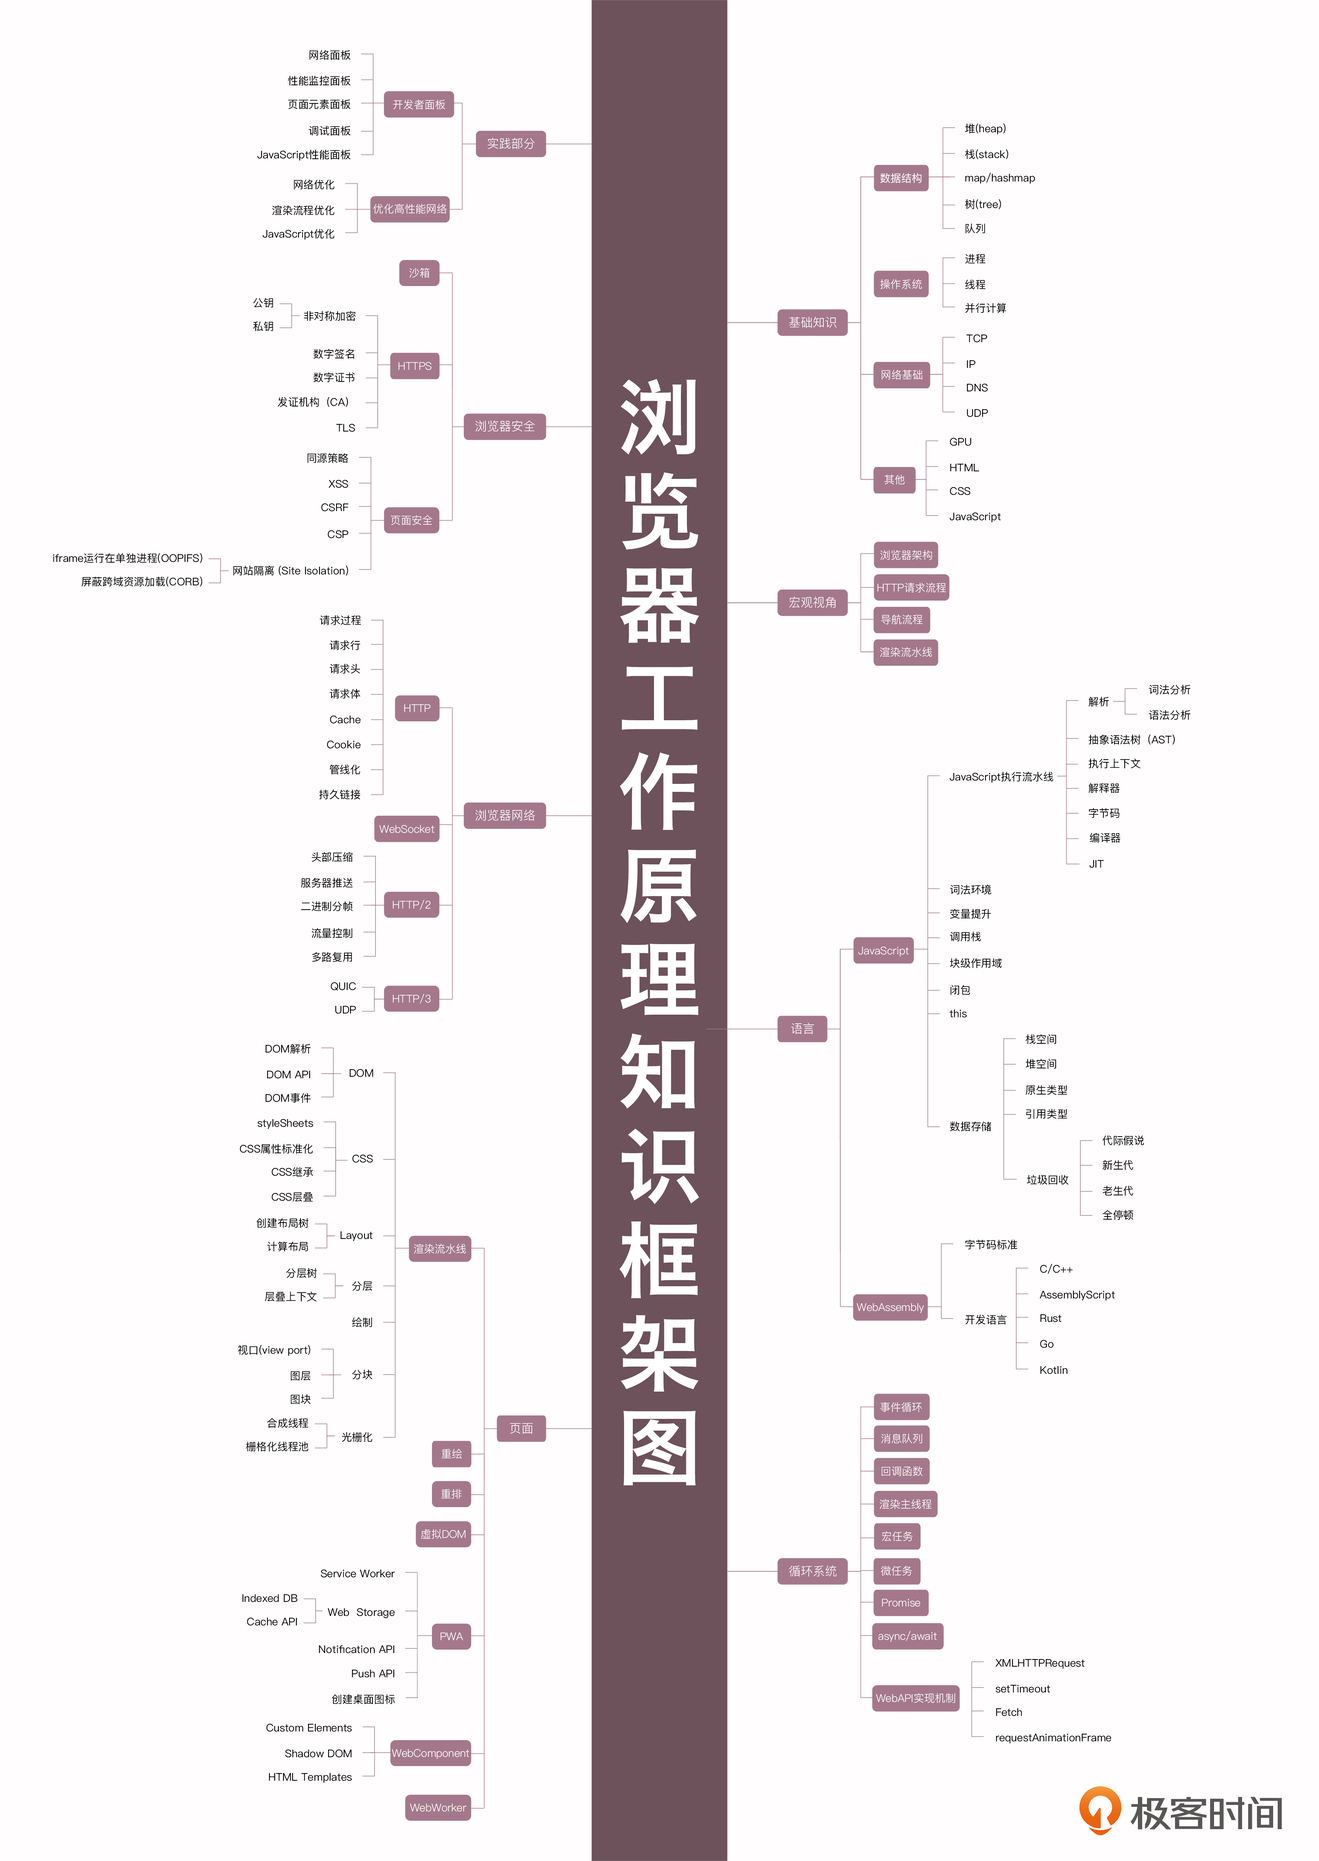 浏览器工作原理知识框架图
实践部分
开发者面板
网络面板
性能监控面板
页面元素面板
调试面板
JavaScript性能面板
优化高性能网络
网络优化
渲染流程优化
JavaScript优化
浏览器安全
沙箱
HTTPS
非对称加密
公钥
私钥
数字签名
数字证书
发证机构（CA）
TLS
页面安全
同源策略
XSS
CSRF
CSP
网站隔离 (Site Isolation)
iframe运行在单独进程(OOPIFS)
屏蔽跨域资源加载(CORB)
浏览器网络
HTTP
请求过程
请求行
请求头
请求体
Cache
Cookie
管线化
持久链接
WebSocket
HTTP/2
头部压缩
服务器推送
二进制分帧
流量控制
多路复用
HTTP/3
QUIC
UDP
页面
渲染流水线
DOM
DOM解析
DOM API
DOM事件
CSS
styleSheets
CSS属性标准化
CSS继承
CSS层叠
Layout
创建布局树
计算布局
分层
分层树
层叠上下文
绘制
分块
视口(view port)
图层
图块
光栅化
合成线程
栅格化线程池
重绘
重排
虚拟DOM
PWA
Service Worker
Web Storage
Indexed DB
Cache API
Notification API
Push API
创建桌面图标
WebComponent
Custom Elements
Shadow DOM
HTML Templates
WebWorker
基础知识
数据结构
堆(heap)
栈(stack)
map/hashmap
树(tree)
队列
操作系统
进程
线程
并行计算
网络基础
TCP
IP
DNS
UDP
其他
GPU
HTML
CSS
JavaScript
宏观视角
浏览器架构
HTTP请求流程
导航流程
渲染流水线
语言
JavaScript
JavaScript执行流水线
解析
词法分析
语法分析
抽象语法树（AST）
执行上下文
解释器
字节码
编译器
JIT
词法环境
变量提升
调用栈
块级作用域
闭包
this
数据存储
栈空间
堆空间
原生类型
引用类型
垃圾回收
代际假说
新生代
老生代
全停顿
WebAssembly
字节码标准
开发语言
C/C++
AssemblyScript
Rust
Go
Kotlin
循环系统
事件循环
消息队列
回调函数
渲染主线程
宏任务
微任务
Promise
async/await
WebAPI实现机制
XMLHTTPRequest
setTimeout
Fetch
requestAnimationFrame
极客时间